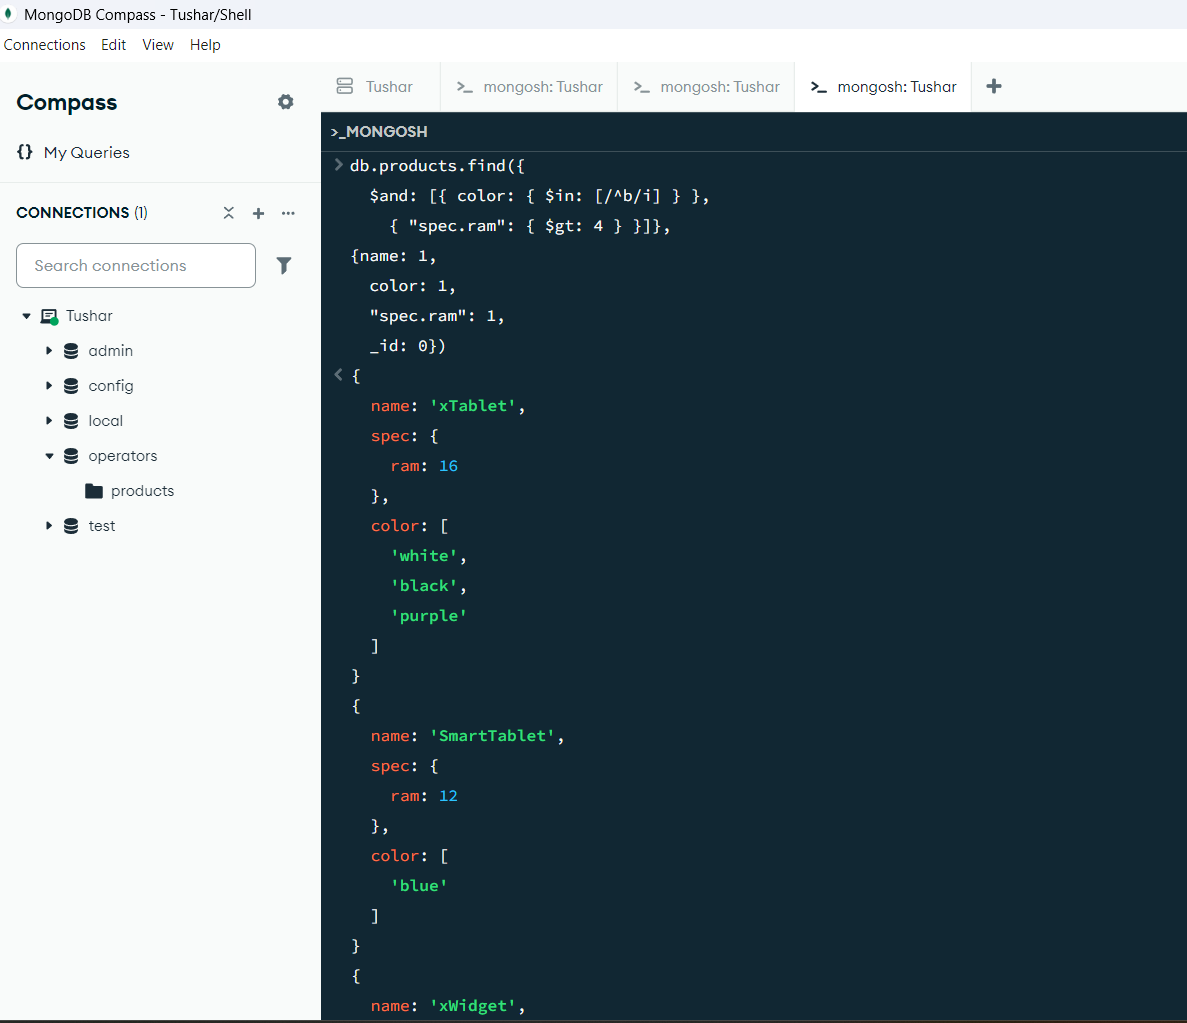 MongoDB Compass - Tushar/Shell
Connections Edit View Help
Compass
{} My Queries
CONNECTIONS (1)
Search connections
Tushar
admin
config
local
operators
products
test
Tushar
>_ mongosh: Tushar
>_ mongosh: Tushar
>_ mongosh: Tushar
>_MONGOSH
> db.products.find({
$and: [{ color: { $in: [/^b/i] } },
{ "spec.ram": { $gt: 4 } }]},
{name: 1,
color: 1,
"spec.ram": 1,
_id: 0})
< {
name: 'xTablet',
spec: {
ram: 16
},
color: [
'white',
'black',
'purple'
]
}
{
name: 'SmartTablet',
spec: {
ram: 12
},
color: [
'blue'
]
}
{
name: 'xWidget',